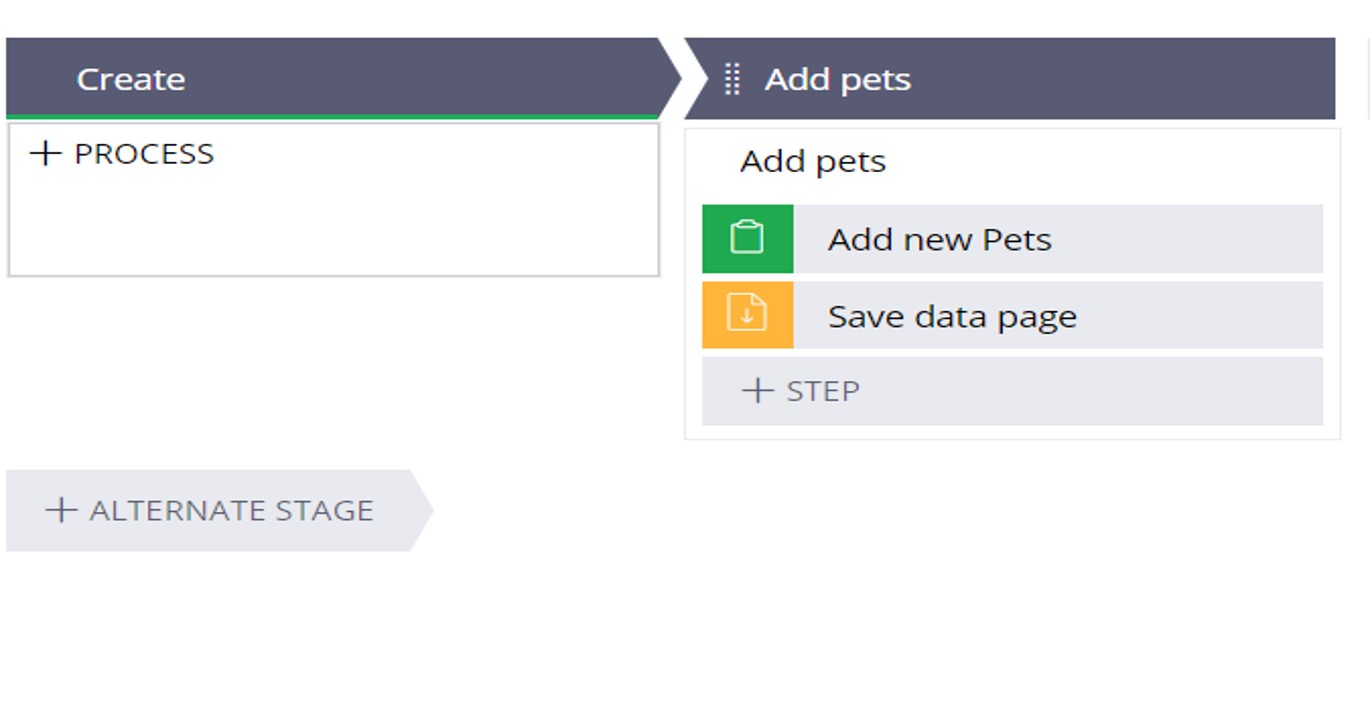 Create
Add pets
+ PROCESS
Add pets
Add new Pets
Save data page
+ STEP
+ ALTERNATE STAGE